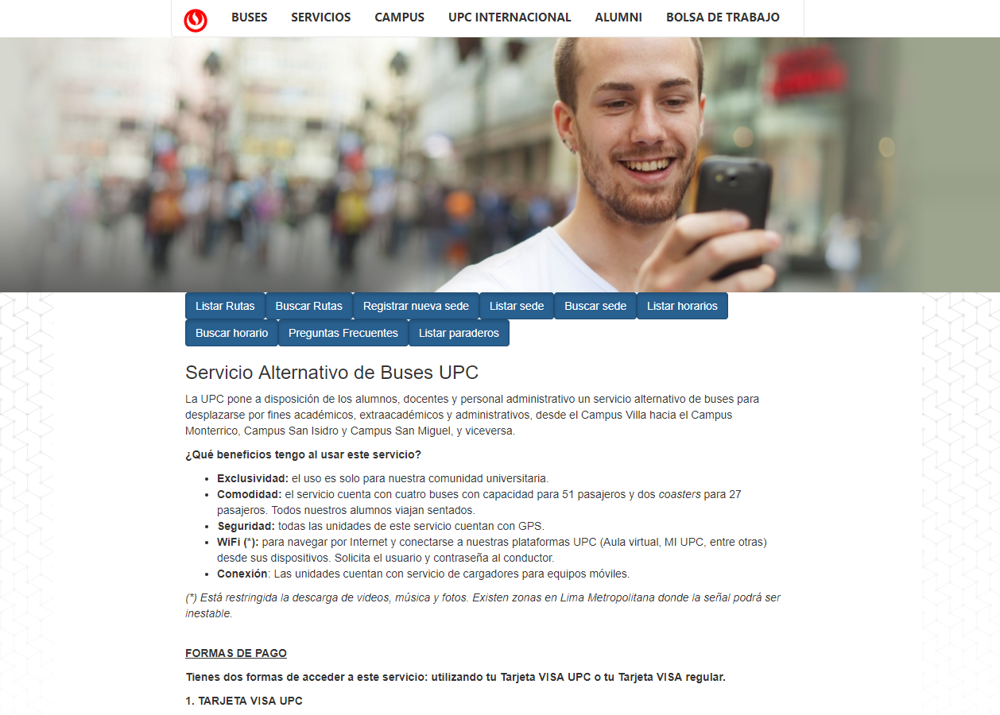 BUSES SERVICIOS CAMPUS UPC INTERNACIONAL ALUMNI BOLSA DE TRABAJO
Listar Rutas Buscar Rutas Registrar nueva sede Listar sede Buscar sede Listar horarios
Buscar horario Preguntas Frecuentes Listar paraderos
Servicio Alternativo de Buses UPC
La UPC pone a disposición de los alumnos, docentes y personal administrativo un servicio alternativo de buses para
desplazarse por fines académicos, extraacadémicos y administrativos, desde el Campus Villa hacia el Campus
Monterrico, Campus San Isidro y Campus San Miguel, y viceversa.
¿Qué beneficios tengo al usar este servicio?
• Exclusividad: el uso es solo para nuestra comunidad universitaria.
• Comodidad: el servicio cuenta con cuatro buses con capacidad para 51 pasajeros y dos coasters para 27
pasajeros. Todos nuestros alumnos viajan sentados.
• Seguridad: todas las unidades de este servicio cuentan con GPS.
• WiFi (*): para navegar por Internet y conectarse a nuestras plataformas UPC (Aula virtual, MI UPC, entre otras)
desde sus dispositivos. Solicita el usuario y contraseña al conductor.
• Conexión: Las unidades cuentan con servicio de cargadores para equipos móviles.
(*) Está restringida la descarga de videos, música y fotos. Existen zonas en Lima Metropolitana donde la señal podrá ser
inestable.
FORMAS DE PAGO
Tienes dos formas de acceder a este servicio: utilizando tu Tarjeta VISA UPC o tu Tarjeta VISA regular.
1. TARJETA VISA UPC